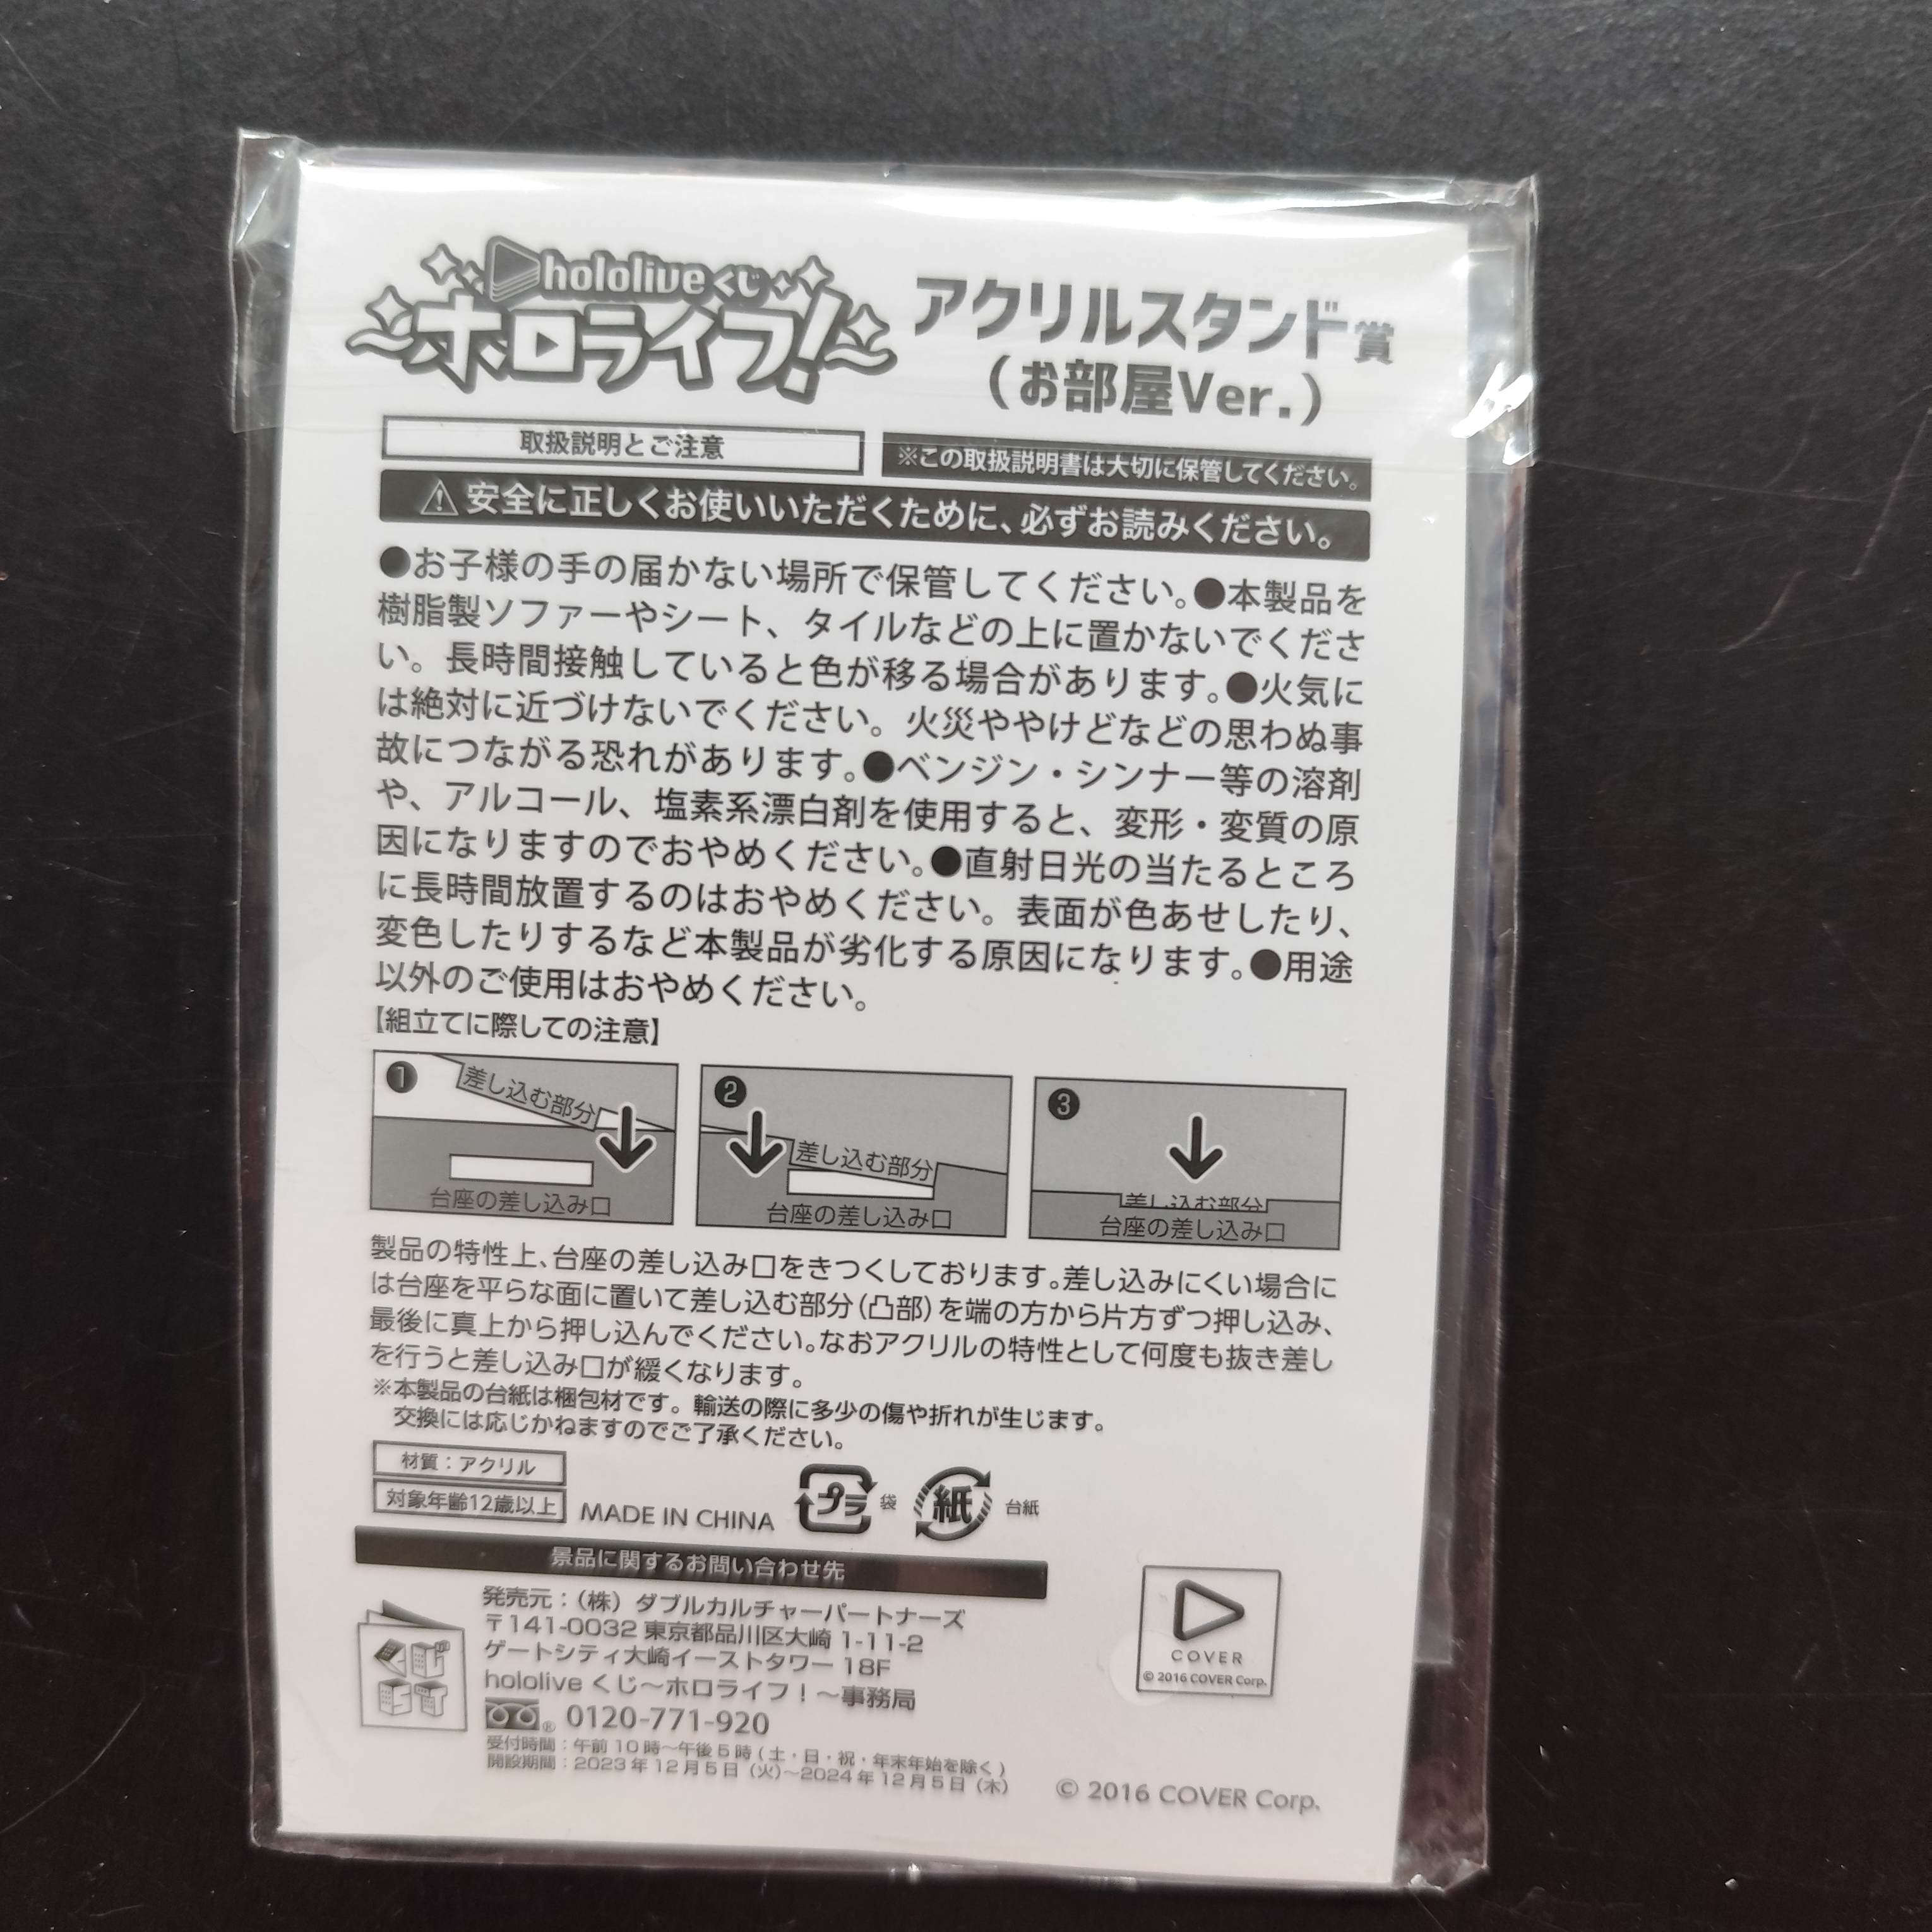 hololiveくじ
～ホロライブ！～
アクリルスタンド賞
（お部屋Ver.）
取扱説明とご注意
※この取扱説明書は大切に保管してください。
⚠安全に正しくお使いいただくために、必ずお読みください。
●お子様の手の届かない場所で保管してください。●本製品を
樹脂製ソファーやシート、タイルなどの上に置かないでくださ
い。長時間接触していると色が移る場合があります。●火気に
は絶対に近づけないでください。火災ややけどなどの思わぬ事
故につながる恐れがあります。●ベンジン・シンナー等の溶剤
や、アルコール、塩素系漂白剤を使用すると、変形・変質の原
因になりますのでおやめください。●直射日光の当たるところ
に長時間放置するのはおやめください。表面が色あせしたり、
変色したりするなど本製品が劣化する原因になります。●用途
以外のご使用はおやめください。
【組立てに際しての注意】
1
差し込む部分
台座の差し込み口
2
差し込む部分
台座の差し込み口
3
差し込む部分
台座の差し込み口
製品の特性上、台座の差し込み口をきつくしております。差し込みにくい場合に
は台座を平らな面に置いて差し込む部分（凸部）を端の方から片方ずつ押し込み、
最後に真上から押し込んでください。なおアクリルの特性として何度も抜き差し
を行うと差し込み口が緩くなります。
※本製品の台紙は梱包材です。輸送の際に多少の傷や折れが生じます。
交換には応じかねますのでご了承ください。
材質：アクリル
対象年齢12歳以上
MADE IN CHINA
プラ
袋
紙
台紙
景品に関するお問い合わせ先
発売元：（株）ダブルカルチャーパートナーズ
〒141-0032 東京都品川区大崎 1-11-2
ゲートシティ大崎イーストタワー 18F
hololive くじ～ホロライブ！～事務局
® 0120-771-920
受付時間：午前10時～午後5時（土・日・祝・年末年始を除く）
開設期間：2023年12月5日（火）～2024年12月5日（木）
COVER
© 2016 COVER Corp.
© 2016 COVER Corp.